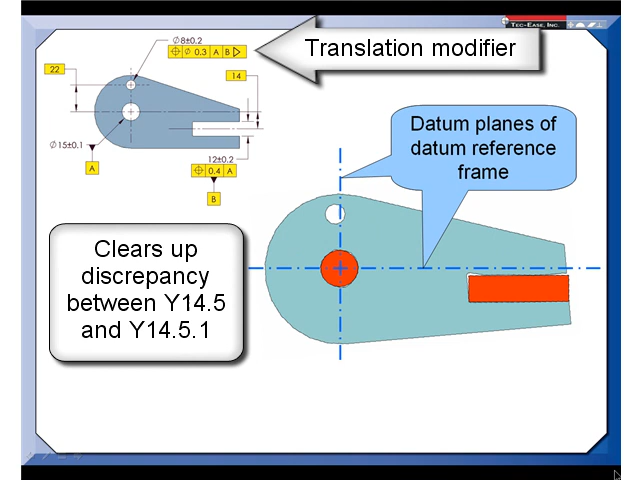 TEC-EASE, INC.
Translation modifier
⌀8±0.2
⌖ ⌀ 0.3 A B ▷
22
14
⌀15±0.1
A
12±0.2
⌖ 0.4 A
B
Datum planes of
datum reference
frame
Clears up
discrepancy
between Y14.5
and Y14.5.1